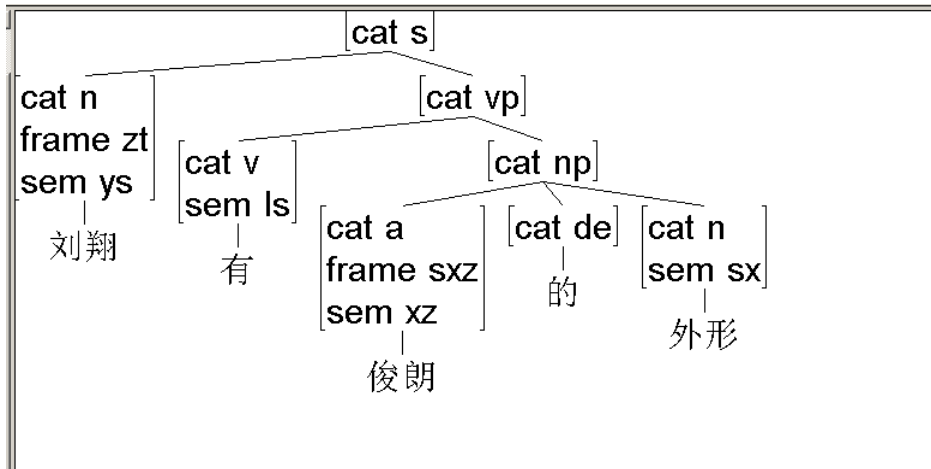 [cat s]
cat n
frame zt
sem ys
刘翔
[cat vp]
cat v
sem ls
有
[cat np]
cat a
frame sxz
sem xz
俊朗
[cat de]
的
cat n
sem sx
外形